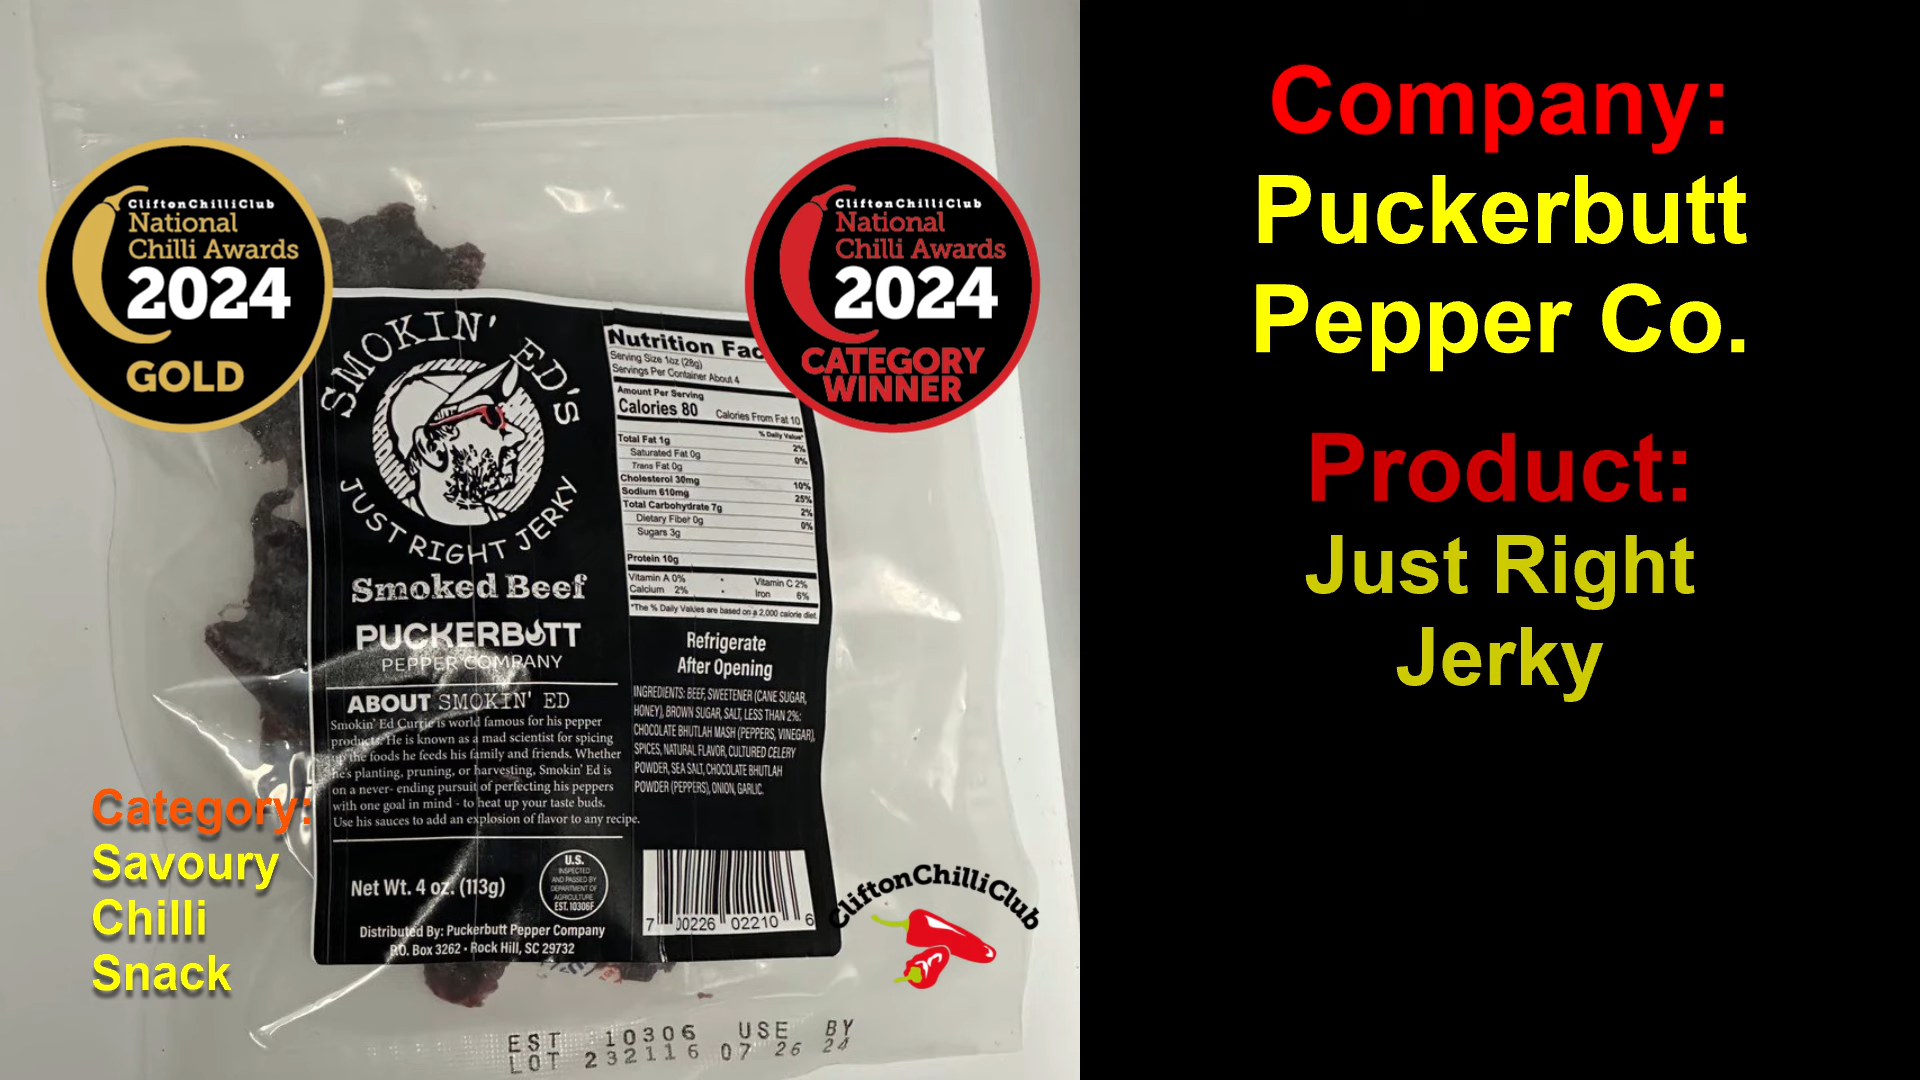 CliftonChilliClub
National
Chilli Awards
2024
GOLD
CliftonChilliClub
National
Chilli Awards
2024
CATEGORY
WINNER
SMOKIN' ED'S
JUST RIGHT JERKY
Smoked Beef
PUCKERBUTT
PEPPER COMPANY
ABOUT SMOKIN' ED
Smokin' Ed Currie is world famous for his pepper
products. He is known as a mad scientist for spicing
up the foods he feeds his family and friends. Whether
he's planting, pruning, or harvesting, Smokin' Ed is
on a never- ending pursuit of perfecting his peppers
with one goal in mind - to heat up your taste buds.
Use his sauces to add an explosion of flavor to any recipe.
Net Wt. 4 oz. (113g)
U.S.
INSPECTED
AND PASSED BY
DEPARTMENT OF
AGRICULTURE
EST. 10306F
Distributed By: Puckerbutt Pepper Company
P.O. Box 3262 • Rock Hill, SC 29732
Nutrition Fac
Serving Size 1oz (28g)
Servings Per Container About 4
Amount Per Serving
Calories 80 Calories From Fat 10
% Daily Value*
Total Fat 1g 2%
Saturated Fat 0g 0%
Trans Fat 0g
Cholesterol 30mg 10%
Sodium 610mg 25%
Total Carbohydrate 7g 2%
Dietary Fiber 0g 0%
Sugars 3g
Protein 10g
Vitamin A 0% • Vitamin C 2%
Calcium 2% • Iron 6%
*The % Daily Values are based on a 2,000 calorie diet.
Refrigerate
After Opening
INGREDIENTS: BEEF, SWEETENER (CANE SUGAR,
HONEY), BROWN SUGAR, SALT, LESS THAN 2%:
CHOCOLATE BHUTLAH MASH (PEPPERS, VINEGAR),
SPICES, NATURAL FLAVOR, CULTURED CELERY
POWDER, SEA SALT, CHOCOLATE BHUTLAH
POWDER (PEPPERS), ONION, GARLIC.
7 00226 02210 6
CliftonChilliClub
EST 10306 USE BY
LOT 232116 07 26 24
Category:
Savoury
Chilli
Snack
Company:
Puckerbutt
Pepper Co.
Product:
Just Right
Jerky